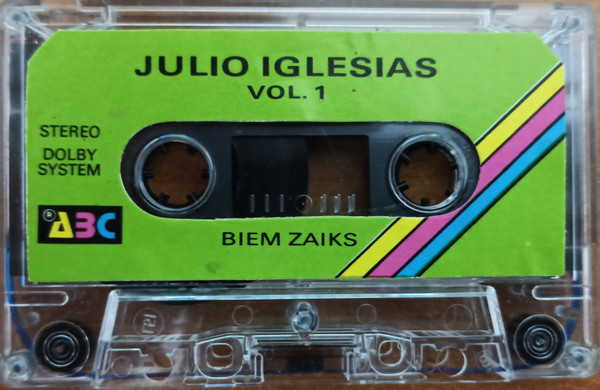 JULIO IGLESIAS
VOL. 1
STEREO
DOLBY
SYSTEM
® ABC
BIEM ZAIKS